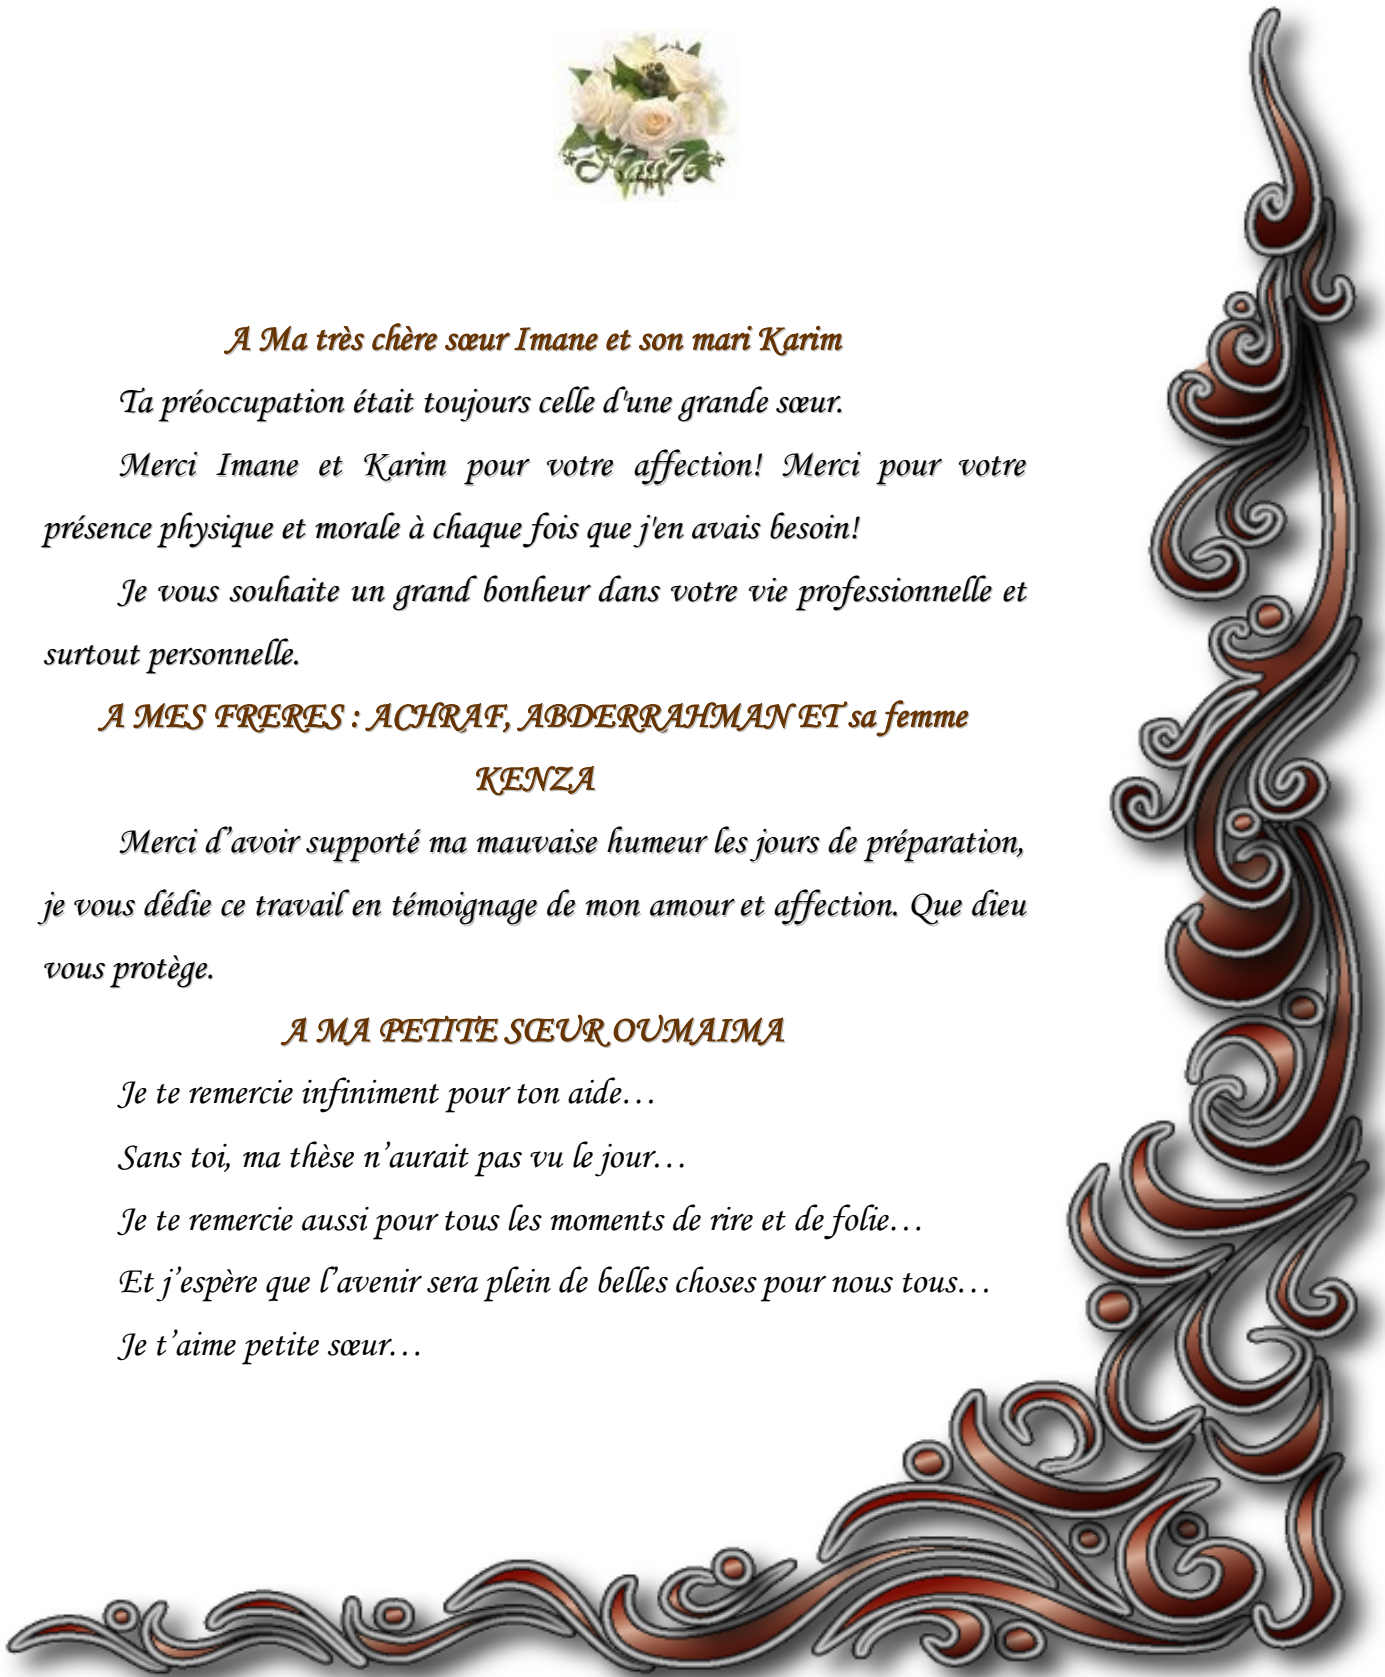 A Ma très chère sœur Imane et son mari Karim
Ta préoccupation était toujours celle d'une grande sœur.
Merci Imane et Karim pour votre affection! Merci pour votre
présence physique et morale à chaque fois que j'en avais besoin!
Je vous souhaite un grand bonheur dans votre vie professionnelle et
surtout personnelle.
A MES FRERES : ACHRAF, ABDERRAHMAN ET sa femme
KENZA
Merci d’avoir supporté ma mauvaise humeur les jours de préparation,
je vous dédie ce travail en témoignage de mon amour et affection. Que dieu
vous protège.
A MA PETITE SŒUR OUMAIMA
Je te remercie infiniment pour ton aide…
Sans toi, ma thèse n’aurait pas vu le jour…
Je te remercie aussi pour tous les moments de rire et de folie…
Et j’espère que l’avenir sera plein de belles choses pour nous tous…
Je t’aime petite sœur…